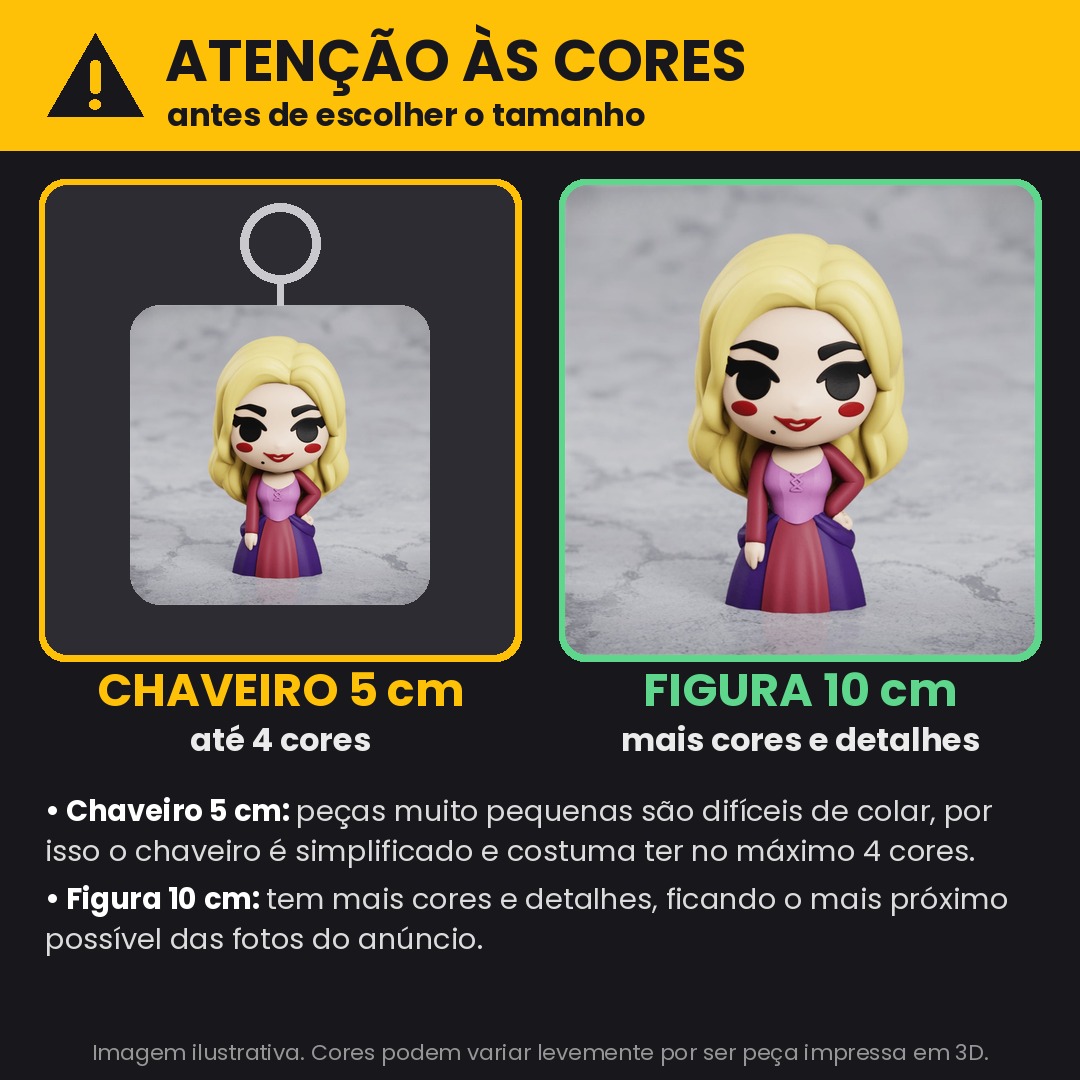 ATENÇÃO ÀS CORES
antes de escolher o tamanho
CHAVEIRO 5 cm
até 4 cores
FIGURA 10 cm
mais cores e detalhes
• Chaveiro 5 cm: peças muito pequenas são difíceis de colar, por
isso o chaveiro é simplificado e costuma ter no máximo 4 cores.
• Figura 10 cm: tem mais cores e detalhes, ficando o mais próximo
possível das fotos do anúncio.
Imagem ilustrativa. Cores podem variar levemente por ser peça impressa em 3D.